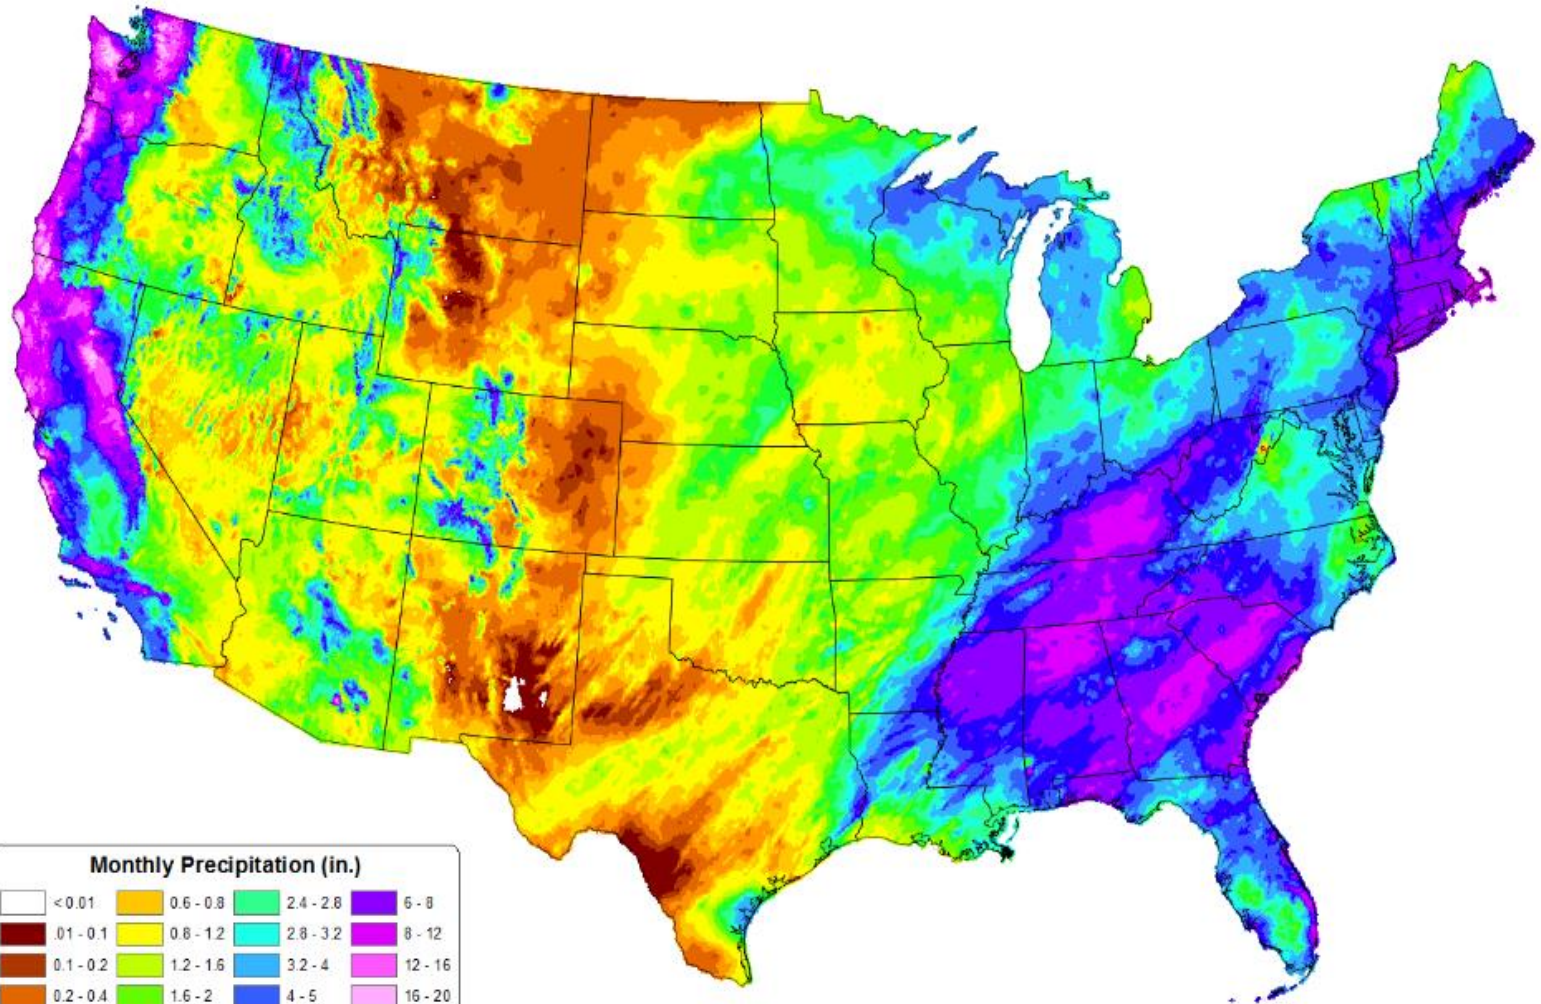 Monthly Precipitation (in.)
< 0.01 0.6 - 0.8 2.4 - 2.8 6 - 8
.01 - 0.1 0.8 - 1.2 2.8 - 3.2 8 - 12
0.1 - 0.2 1.2 - 1.6 3.2 - 4 12 - 16
0.2 - 0.4 1.6 - 2 4 - 5 16 - 20